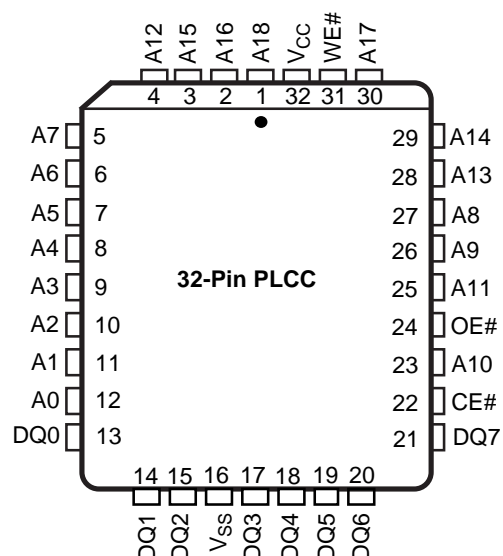 A12 A15 A16 A18 VCC WE# A17
4 3 2 1 32 31 30
A7 5 29 A14
A6 6 28 A13
A5 7 27 A8
A4 8 26 A9
32-Pin PLCC
A3 9 25 A11
A2 10 24 OE#
A1 11 23 A10
A0 12 22 CE#
DQ0 13 21 DQ7
14 15 16 17 18 19 20
DQ1 DQ2 VSS DQ3 DQ4 DQ5 DQ6